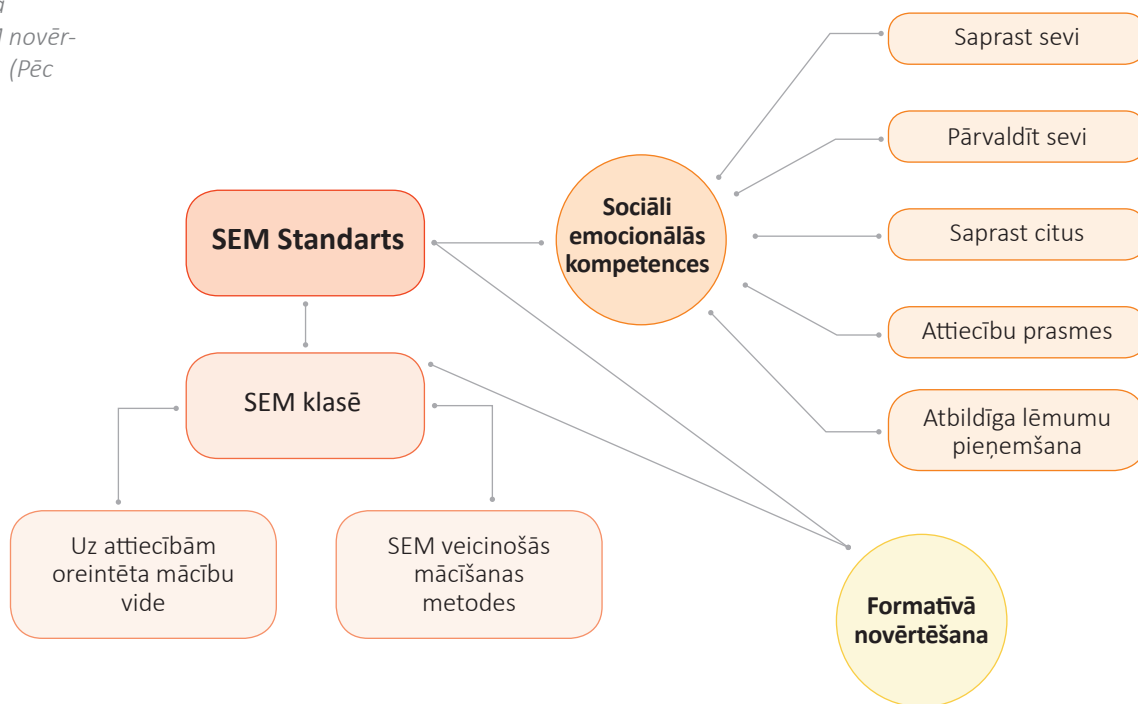 novēr-
(Pēc
Saprast sevi
Pārvaldīt sevi
Sociāli
emocionālās
kompetences
SEM Standarts
Saprast citus
Attiecību prasmes
SEM klasē
Atbildīga lēmumu
pieņemšana
Uz attiecībām
oreintēta mācību
vide
SEM veicinošās
mācīšanas
metodes
Formatīvā
novērtēšana